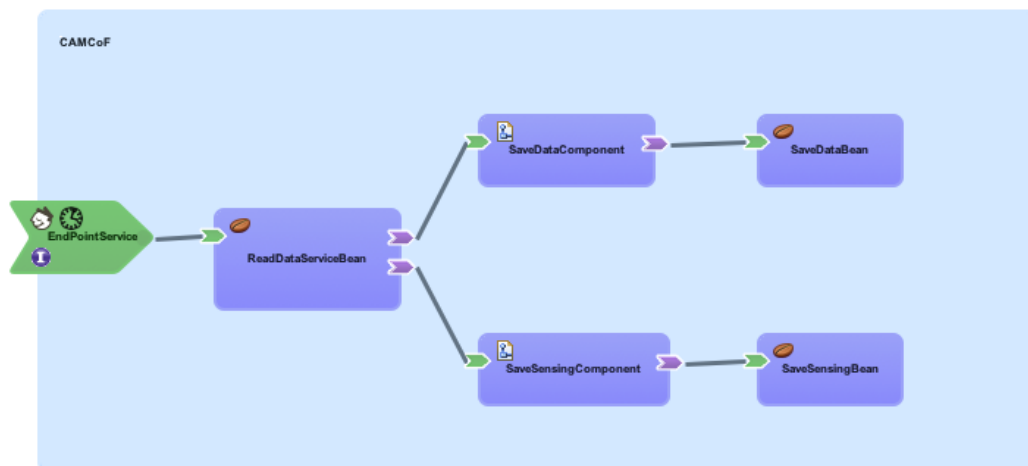 CAMCoF
SaveDataComponent
SaveDataBean
EndPointService
I
ReadDataServiceBean
SaveSensingComponent
SaveSensingBean